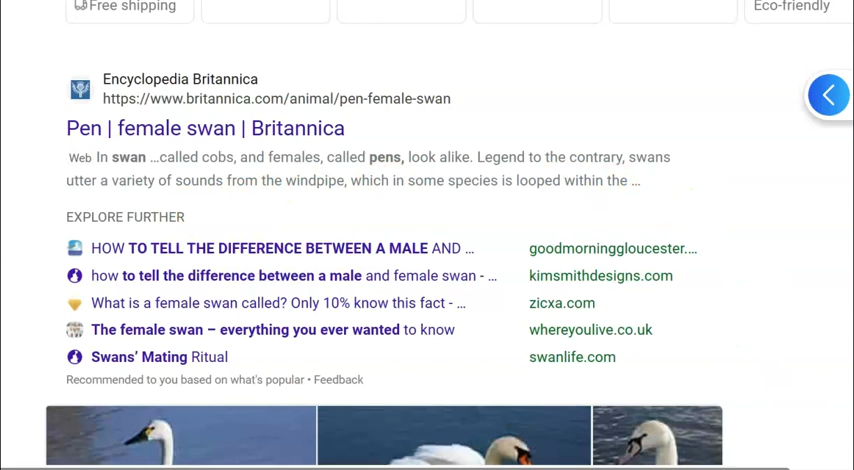 Free shipping
Eco-friendly
Encyclopedia Britannica
https://www.britannica.com/animal/pen-female-swan
Pen | female swan | Britannica
Web In swan …called cobs, and females, called pens, look alike. Legend to the contrary, swans
utter a variety of sounds from the windpipe, which in some species is looped within the …
EXPLORE FURTHER
HOW TO TELL THE DIFFERENCE BETWEEN A MALE AND … goodmorninggloucester.…
how to tell the difference between a male and female swan - … kimsmithdesigns.com
What is a female swan called? Only 10% know this fact - … zicxa.com
The female swan – everything you ever wanted to know whereyoulive.co.uk
Swans’ Mating Ritual swanlife.com
Recommended to you based on what's popular • Feedback